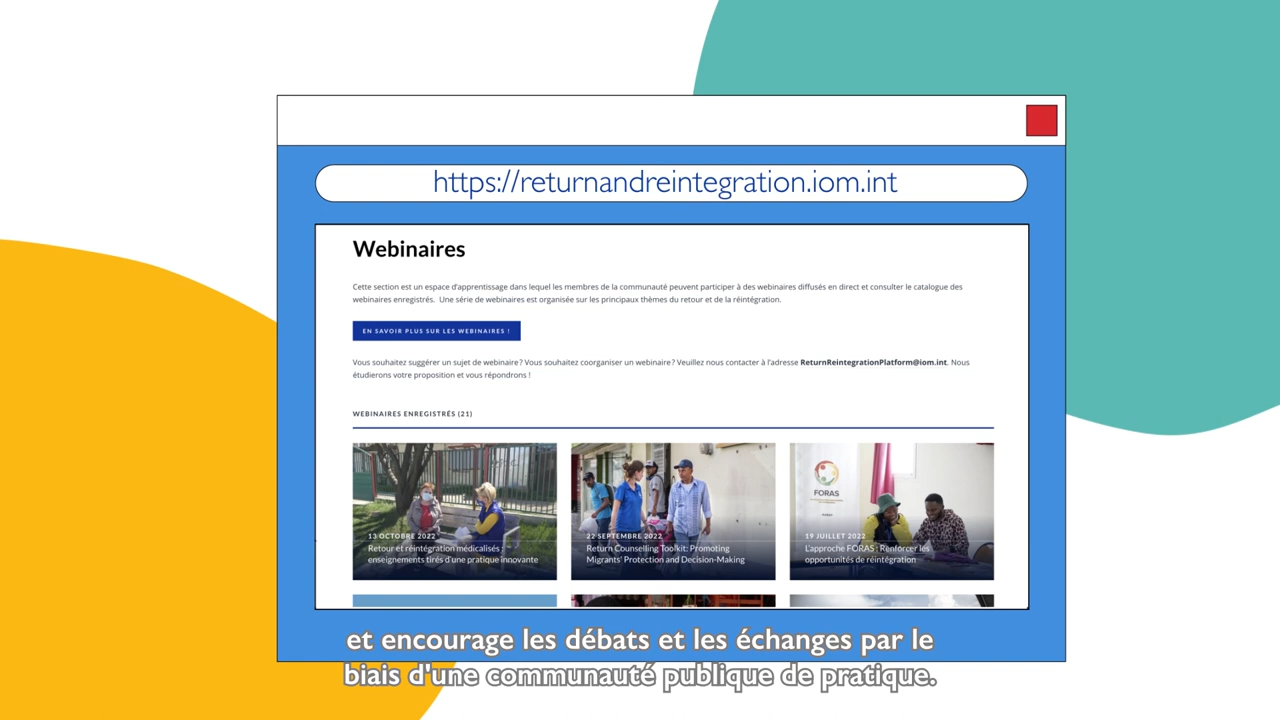 https://returnandreintegration.iom.int
Webinaires
Cette section est un espace d'apprentissage dans lequel les membres de la communauté peuvent participer à des webinaires diffusés en direct et consulter le catalogue des
webinaires enregistrés. Une série de webinaires est organisée sur les principaux thèmes du retour et de la réintégration.
EN SAVOIR PLUS SUR LES WEBINAIRES !
Vous souhaitez suggérer un sujet de webinaire ? Vous souhaitez coorganiser un webinaire ? Veuillez nous contacter à l'adresse ReturnReintegrationPlatform@iom.int. Nous
étudierons votre proposition et vous répondrons !
WEBINAIRES ENREGISTRÉS (21)
13 OCTOBRE 2022
Retour et réintégration médicalisés :
enseignements tirés d'une pratique innovante
22 SEPTEMBRE 2022
Return Counselling Toolkit: Promoting
Migrants' Protection and Decision-Making
FORAS
19 JUILLET 2022
L'approche FORAS : Renforcer les
opportunités de réintégration
et encourage les débats et les échanges par le
biais d'une communauté publique de pratique.